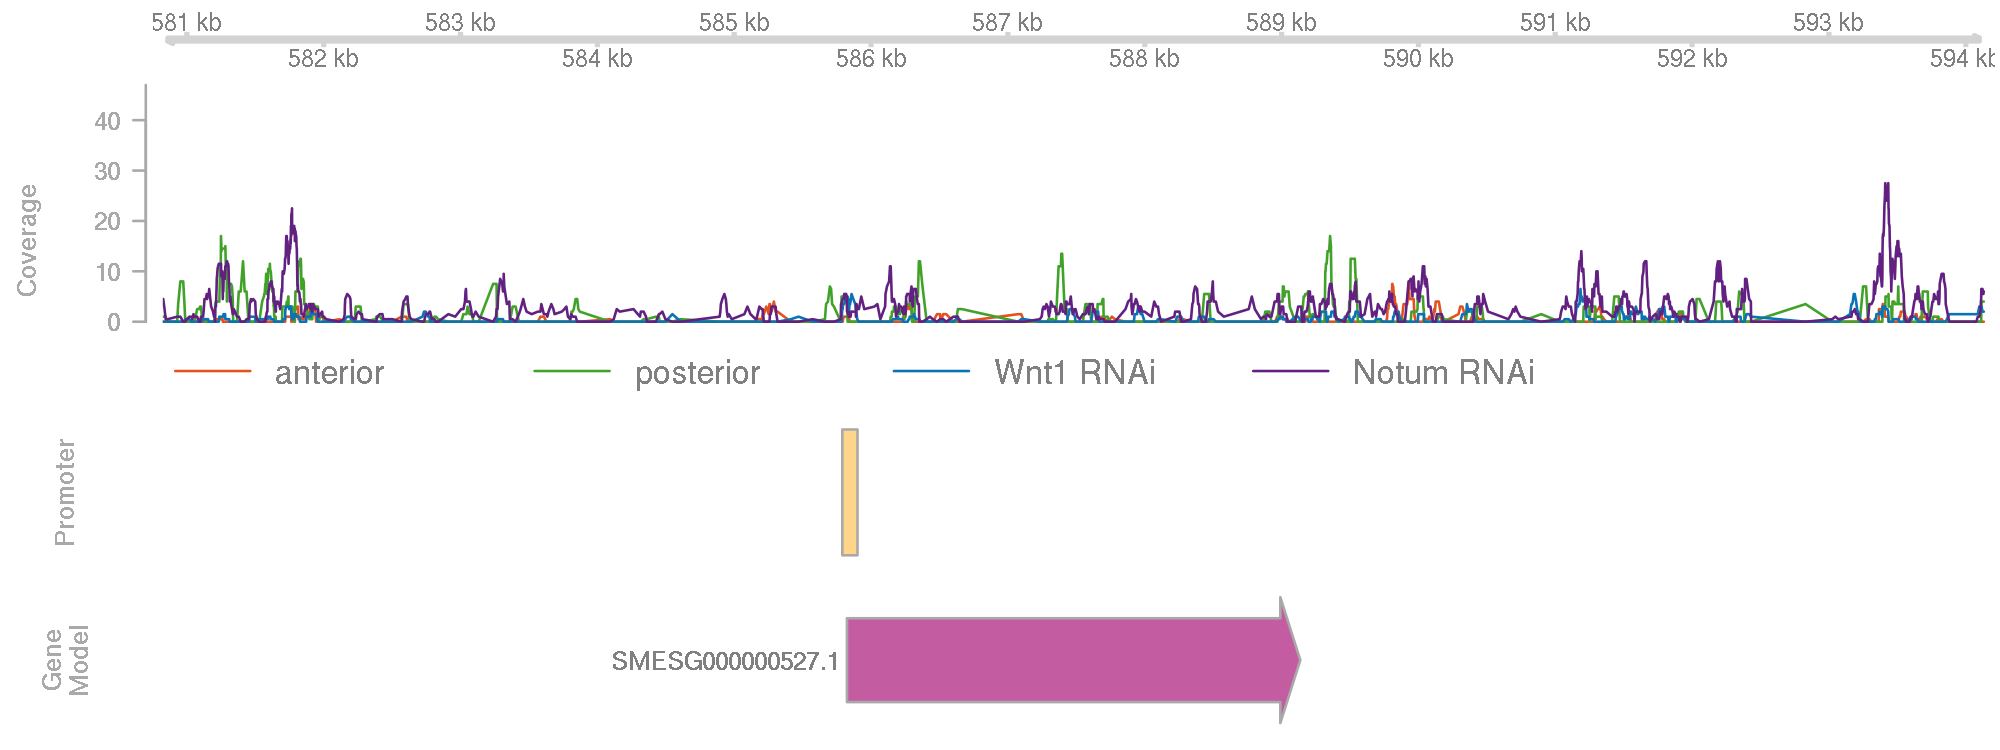 581 kb 583 kb 585 kb 587 kb 589 kb 591 kb 593 kb
582 kb 584 kb 586 kb 588 kb 590 kb 592 kb 594 kb
Coverage
40
30
20
10
0
anterior posterior Wnt1 RNAi Notum RNAi
Promoter
Gene
Model
SMESG000000527.1